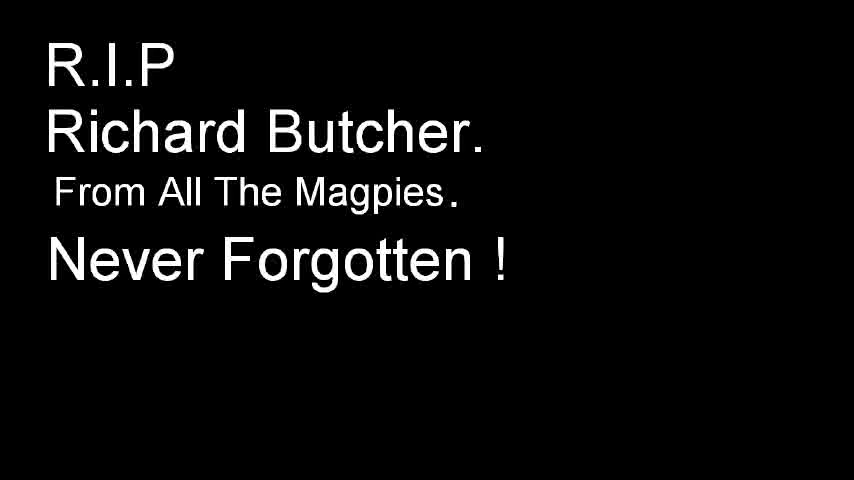 R.I.P
Richard Butcher.
From All The Magpies.
Never Forgotten !